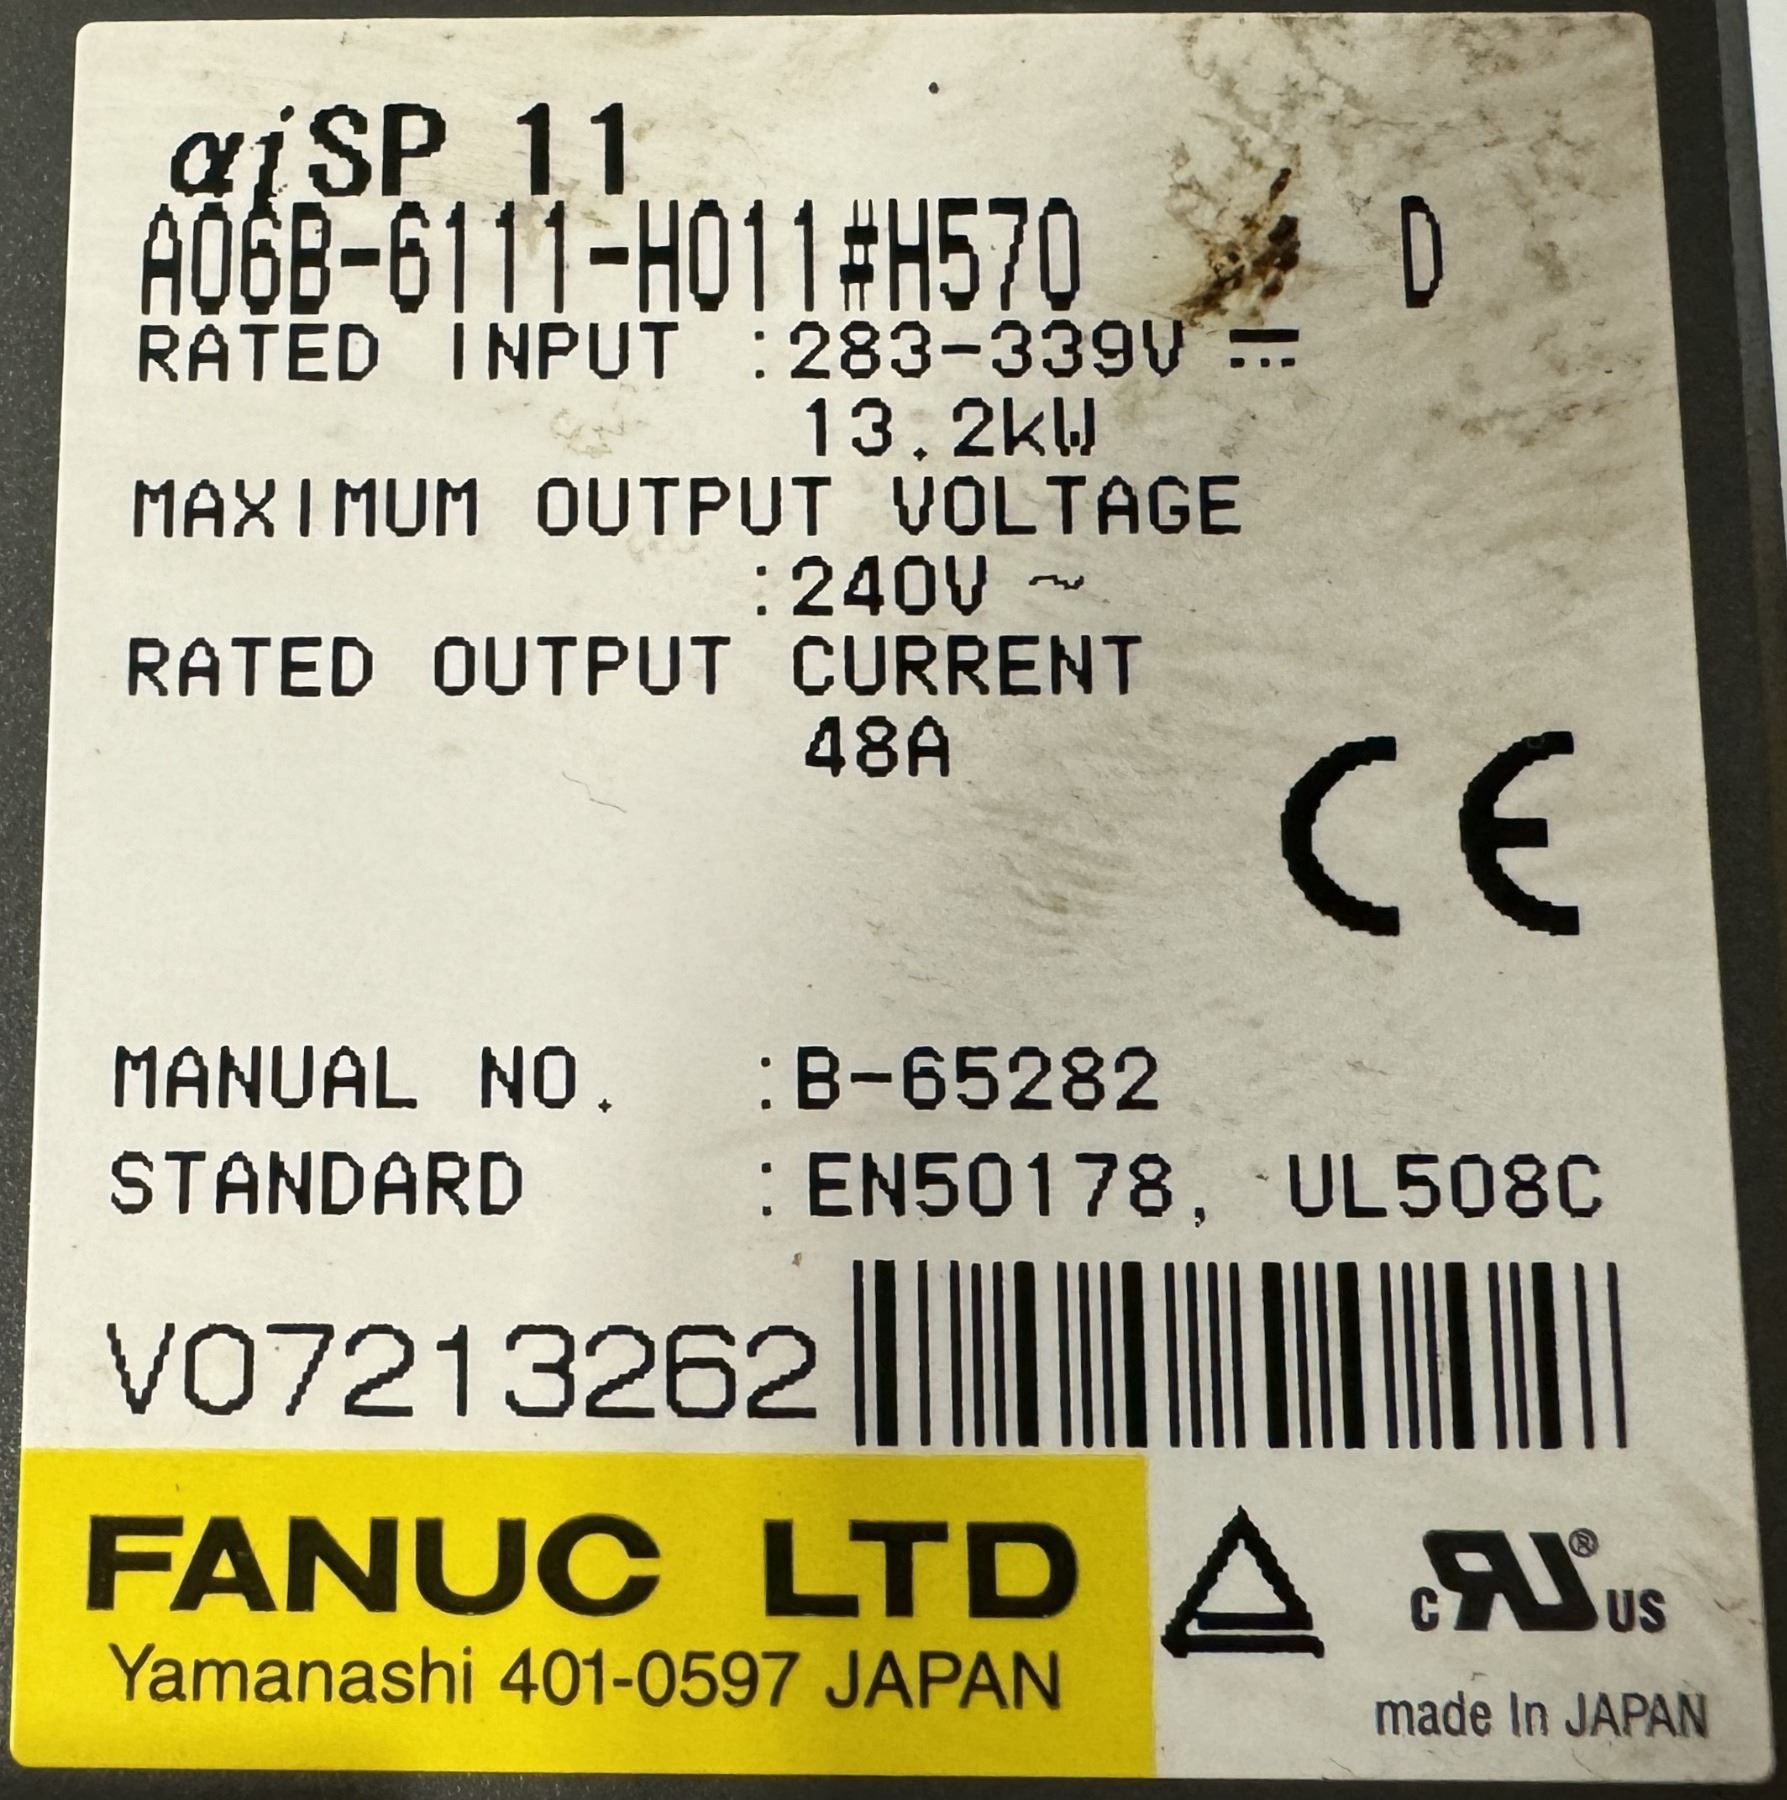 αiSP 11
A06B-6111-H011#H570 D
RATED INPUT :283-339V ⎓
13.2kW
MAXIMUM OUTPUT VOLTAGE
:240V ~
RATED OUTPUT CURRENT
48A
CE
MANUAL NO. :B-65282
STANDARD :EN50178, UL508C
V07213262
FANUC LTD
Yamanashi 401-0597 JAPAN
c RU® US
made In JAPAN